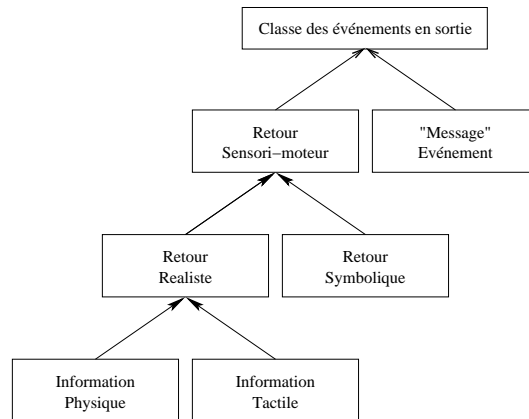 Classe des événements en sortie
Retour
Sensori−moteur
"Message"
Evénement
Retour
Realiste
Retour
Symbolique
Information
Physique
Information
Tactile